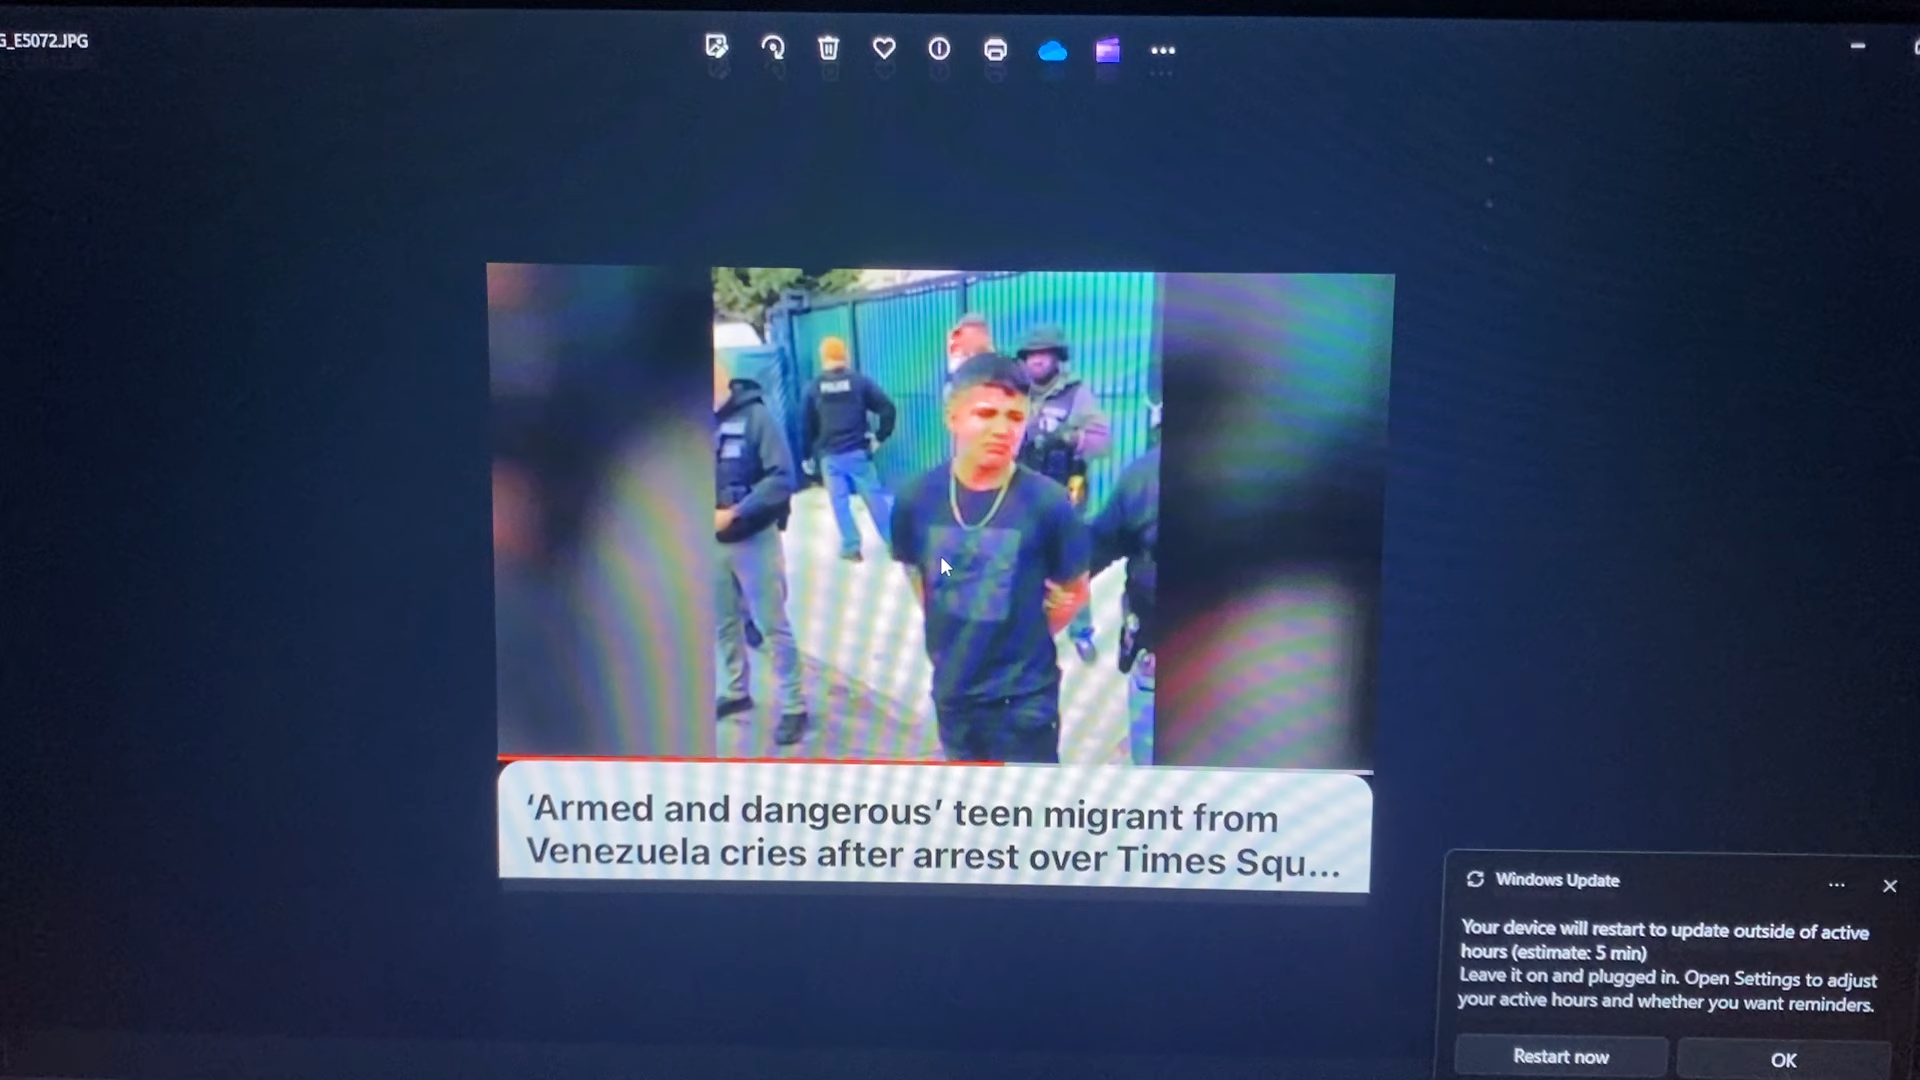 G_E5072.JPG
POLICE
‘Armed and dangerous’ teen migrant from
Venezuela cries after arrest over Times Squ...
Windows Update
Your device will restart to update outside of active
hours (estimate: 5 min)
Leave it on and plugged in. Open Settings to adjust
your active hours and whether you want reminders.
Restart now
OK